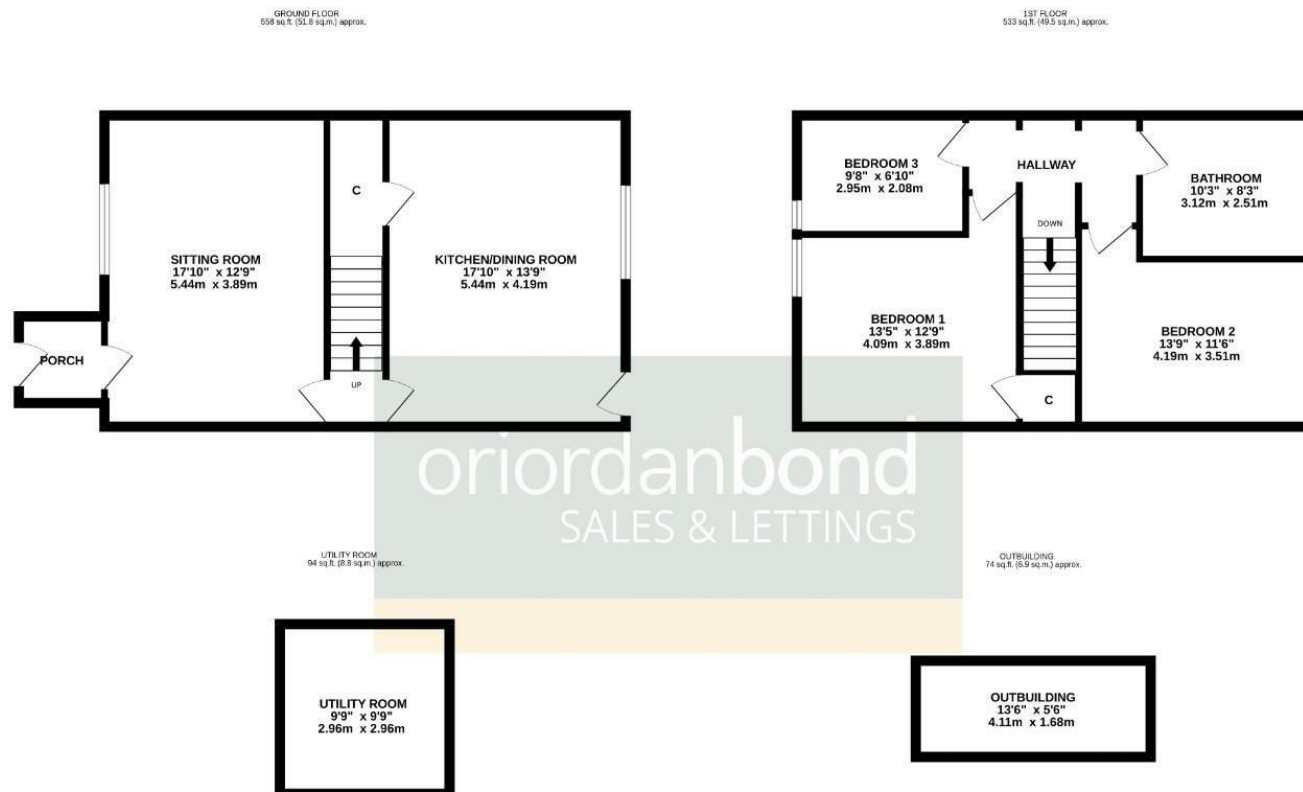 GROUND FLOOR
558 sq.ft. (51.8 sq.m.) approx.
1ST FLOOR
533 sq.ft. (49.5 sq.m.) approx.
SITTING ROOM
17'10" x 12'9"
5.44m x 3.89m
C
KITCHEN/DINING ROOM
17'10" x 13'9"
5.44m x 4.19m
PORCH
UP
BEDROOM 3
9'8" x 6'10"
2.95m x 2.08m
HALLWAY
DOWN
BATHROOM
10'3" x 8'3"
3.12m x 2.51m
BEDROOM 1
13'5" x 12'9"
4.09m x 3.89m
BEDROOM 2
13'9" x 11'6"
4.19m x 3.51m
C
oriordanbond
SALES & LETTINGS
UTILITY ROOM
94 sq.ft. (8.8 sq.m.) approx.
OUTBUILDING
74 sq.ft. (6.9 sq.m.) approx.
UTILITY ROOM
9'9" x 9'9"
2.96m x 2.96m
OUTBUILDING
13'6" x 5'6"
4.11m x 1.68m